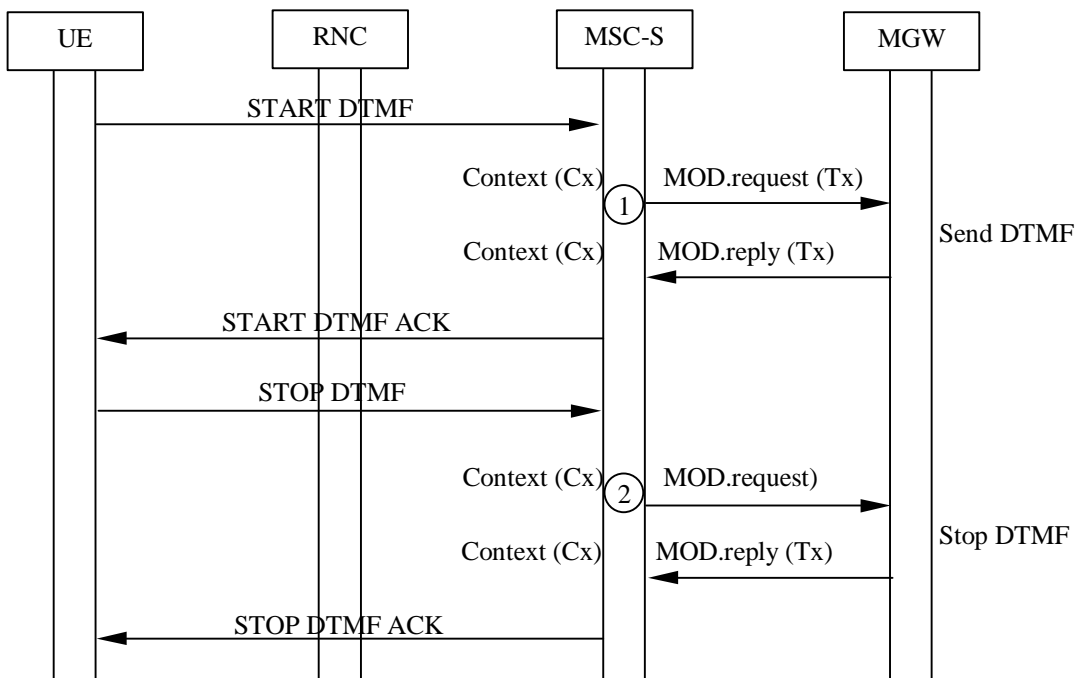 UE
RNC
MSC-S
MGW
START DTMF
Context (Cx)
MOD.request (Tx)
1
Send DTMF
Context (Cx)
MOD.reply (Tx)
START DTMF ACK
STOP DTMF
Context (Cx)
MOD.request)
2
Stop DTMF
Context (Cx)
MOD.reply (Tx)
STOP DTMF ACK